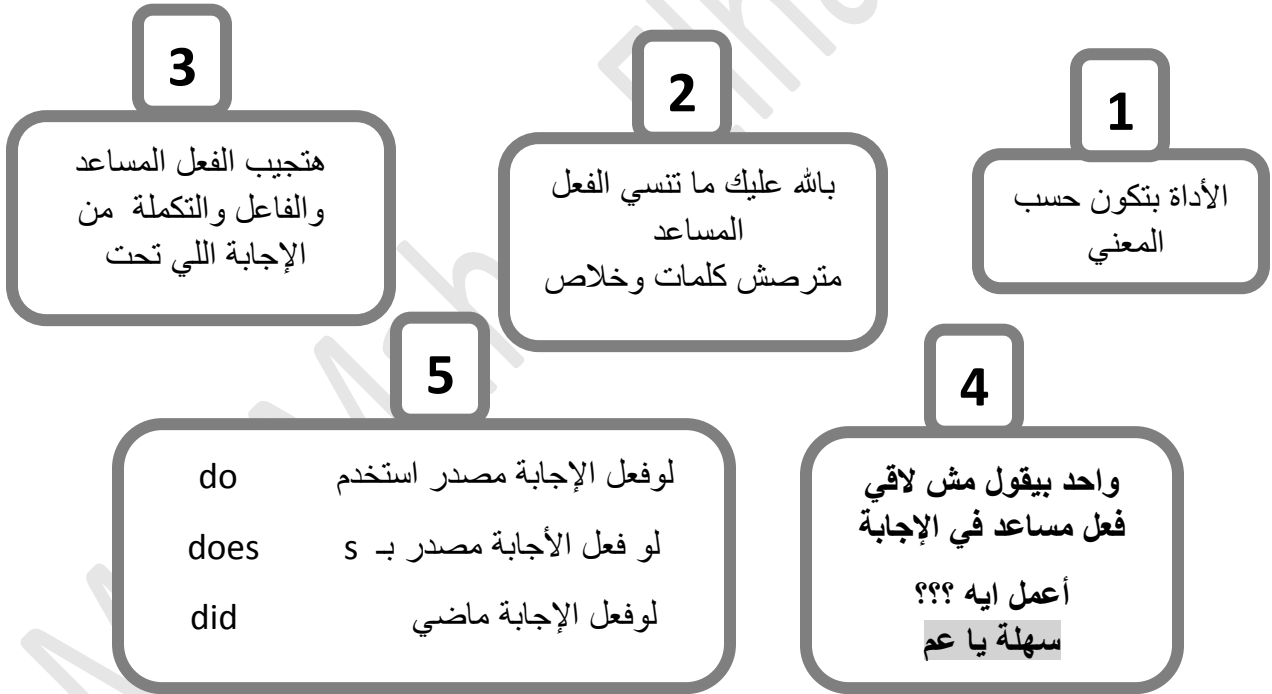 1
الأداة بتكون حسب
المعني
2
بالله عليك ما تنسي الفعل
المساعد
مترصش كلمات وخلاص
3
هتجيب الفعل المساعد
والفاعل والتكملة من
الإجابة اللي تحت
4
واحد بيقول مش لاقي
فعل مساعد في الإجابة
أعمل ايه ؟؟؟
سهلة يا عم
5
لوفعل الإجابة مصدر استخدم do
لو فعل الأجابة مصدر بـ s does
لوفعل الإجابة ماضي did